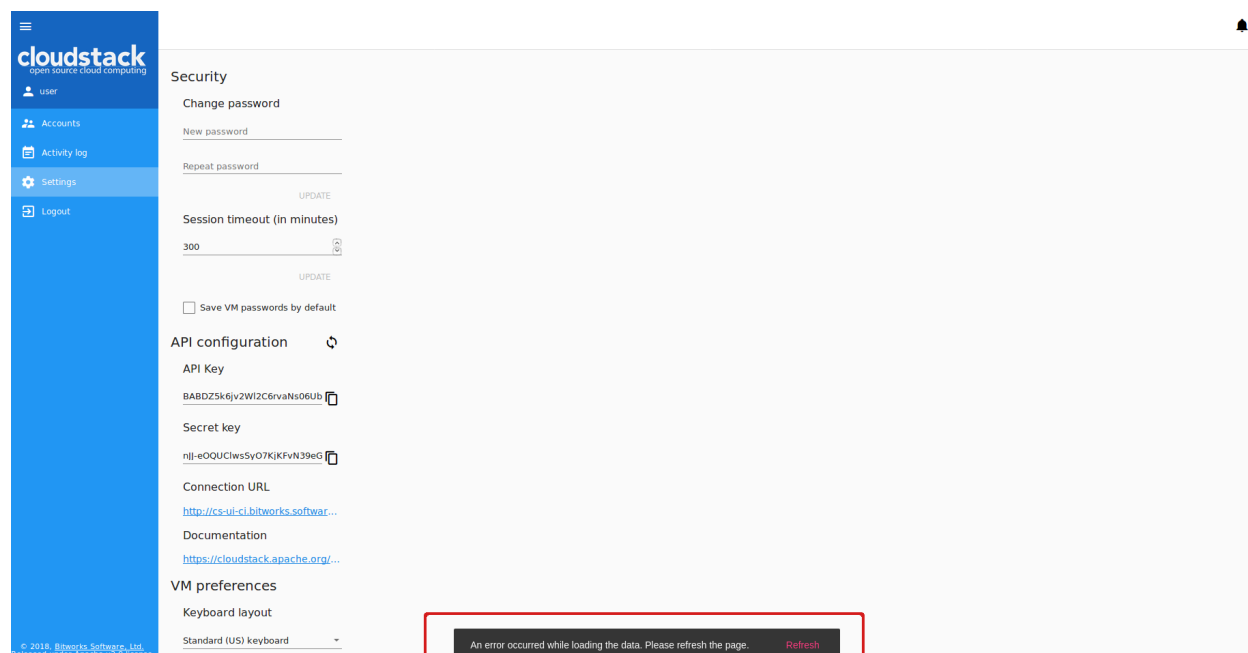 cloudstack
open source cloud computing
user
Accounts
Activity log
Settings
Logout
Security
Change password
New password
Repeat password
UPDATE
Session timeout (in minutes)
300
UPDATE
Save VM passwords by default
API configuration
API Key
BABDZ5k6jv2Wl2C6rvaNs06Ub
Secret key
nJJ-eOQUClwsSyO7KjKFvN39eG
Connection URL
http://cs-ui-ci.bitworks.softwar...
Documentation
https://cloudstack.apache.org/...
VM preferences
Keyboard layout
Standard (US) keyboard
An error occurred while loading the data. Please refresh the page. Refresh
© 2018, Bitworks Software, Ltd.